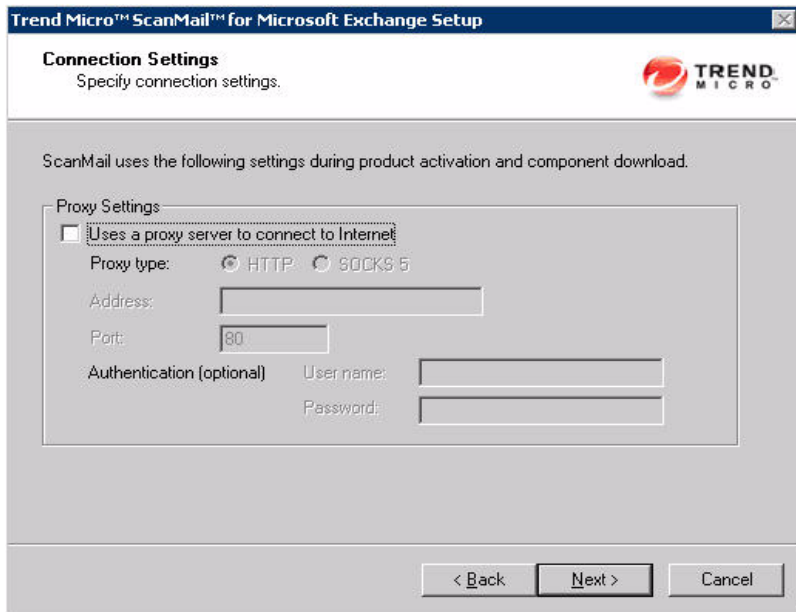 Trend Micro™ ScanMail™ for Microsoft Exchange Setup
Connection Settings
Specify connection settings.
TREND
MICRO™
ScanMail uses the following settings during product activation and component download.
Proxy Settings
Uses a proxy server to connect to Internet
Proxy type: HTTP SOCKS 5
Address:
Port: 80
Authentication (optional) User name:
Password:
< Back Next > Cancel